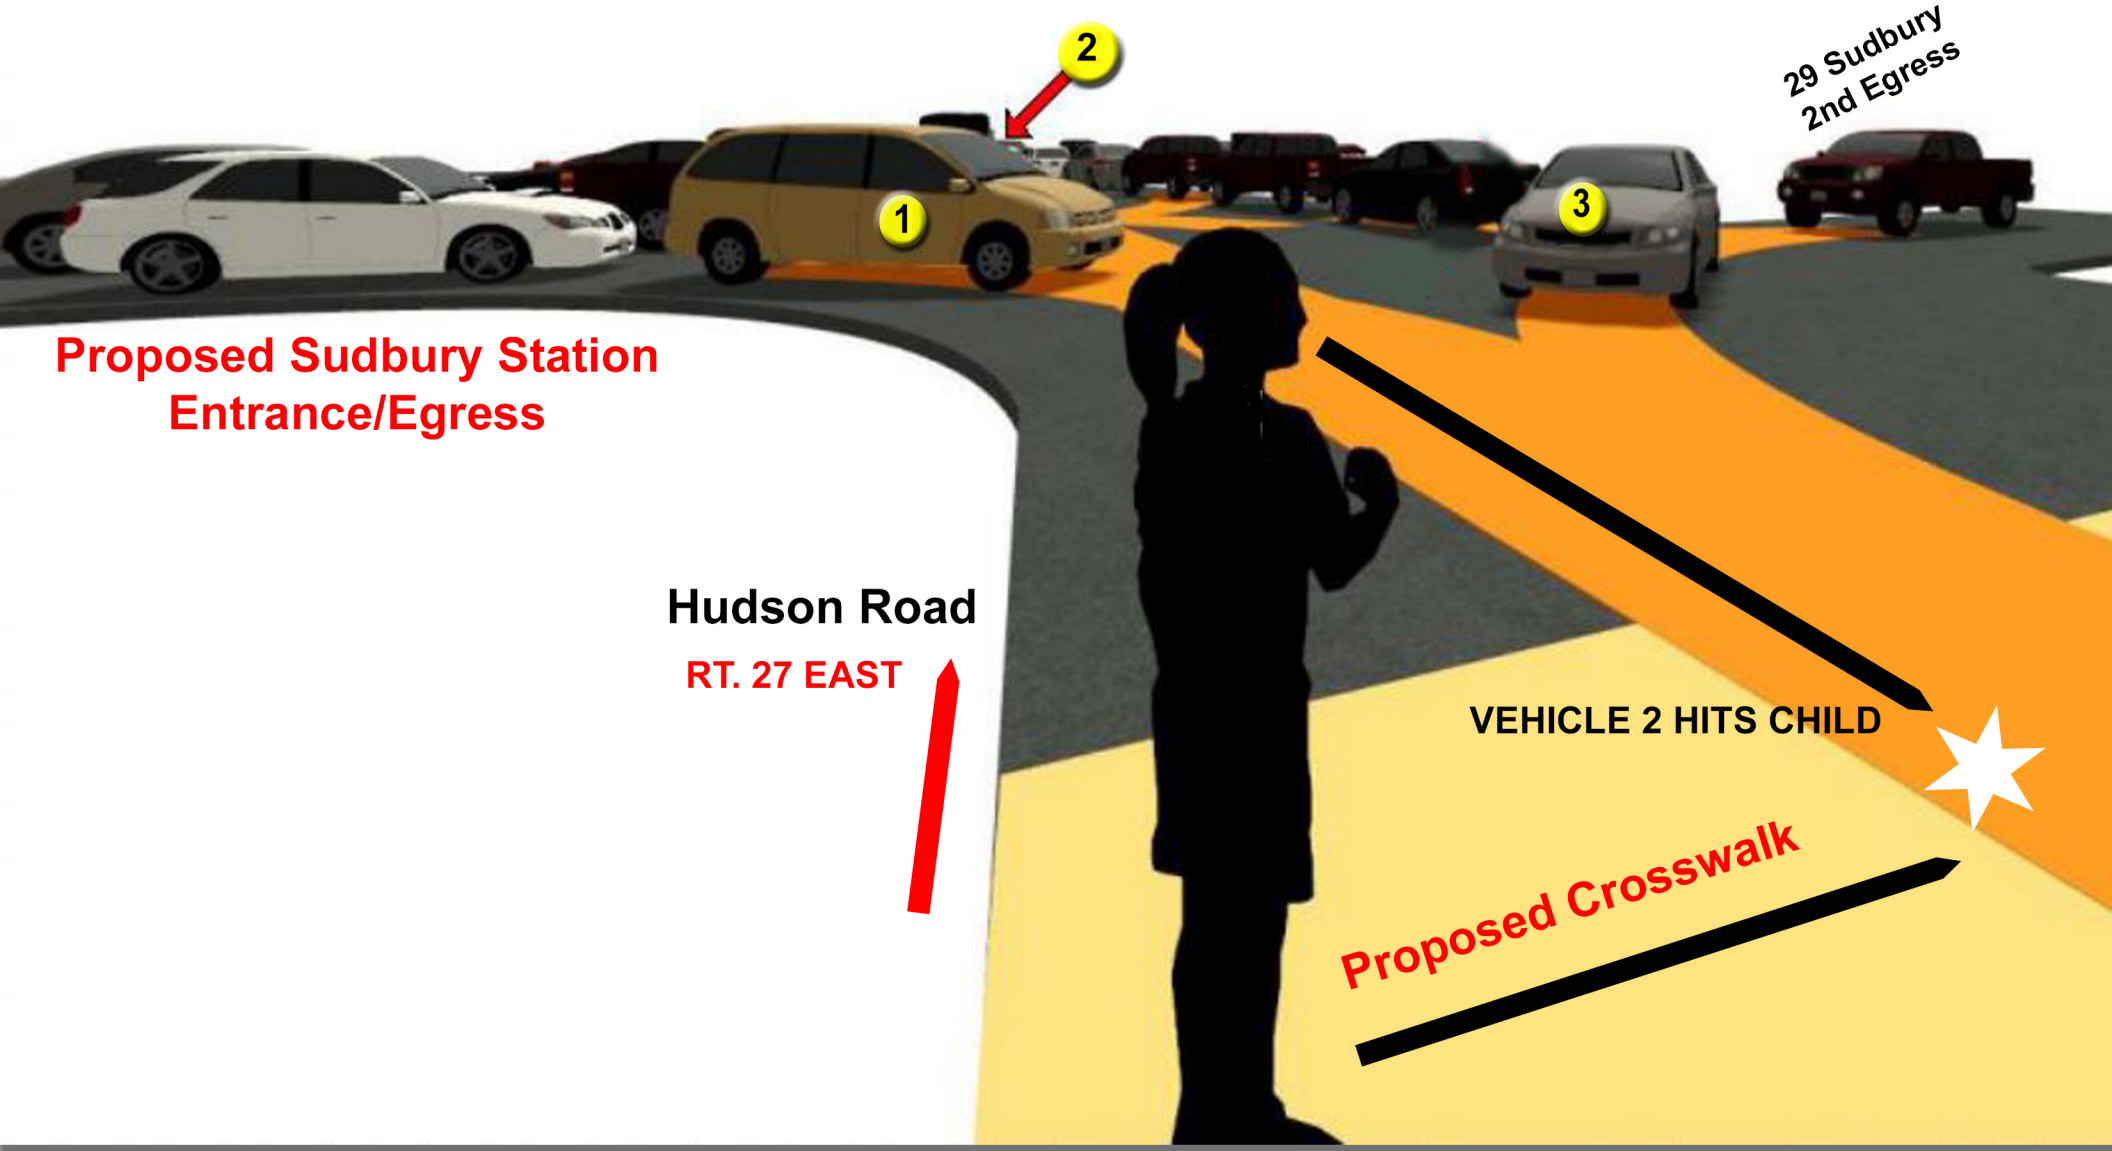 2
29 Sudbury
2nd Egress
1
3
Proposed Sudbury Station
Entrance/Egress
Hudson Road
RT. 27 EAST
VEHICLE 2 HITS CHILD
Proposed Crosswalk